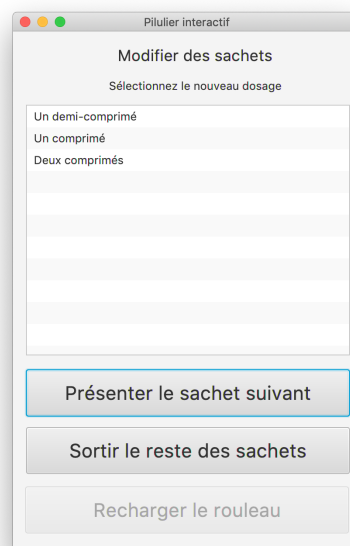 Pilulier interactif
Modifier des sachets
Sélectionnez le nouveau dosage
Un demi-comprimé
Un comprimé
Deux comprimés
Présenter le sachet suivant
Sortir le reste des sachets
Recharger le rouleau